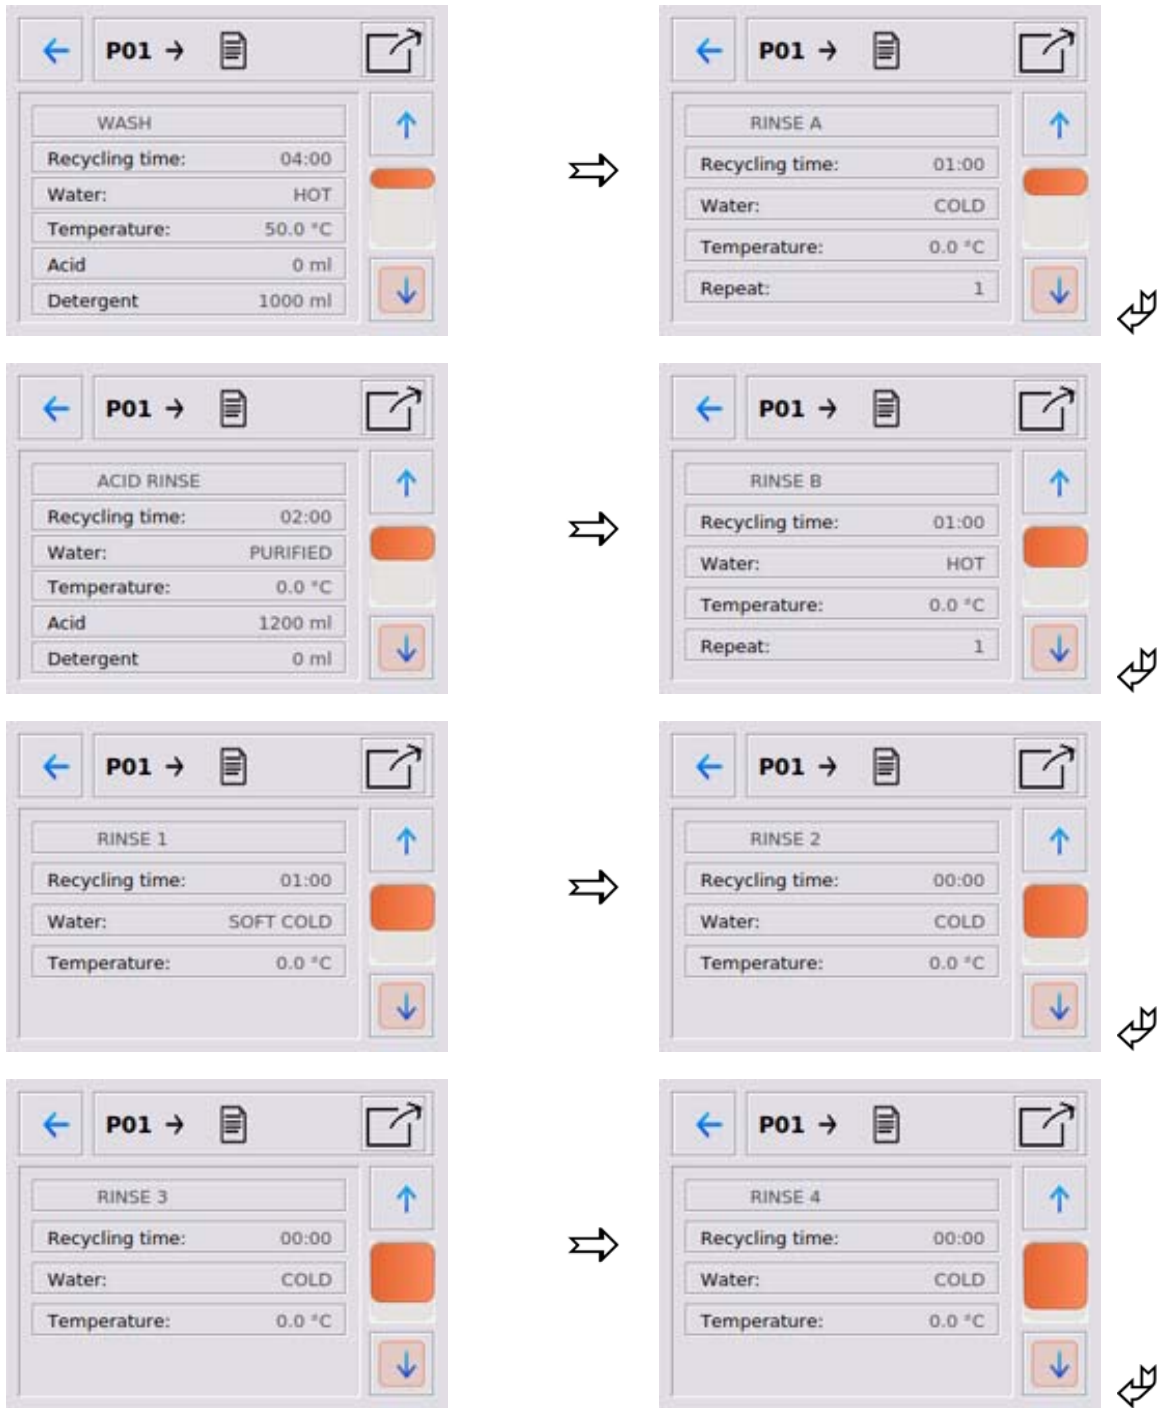 P01 →
WASH
Recycling time: 04:00
Water: HOT
Temperature: 50.0 °C
Acid 0 ml
Detergent 1000 ml
P01 →
RINSE A
Recycling time: 01:00
Water: COLD
Temperature: 0.0 °C
Repeat: 1
P01 →
ACID RINSE
Recycling time: 02:00
Water: PURIFIED
Temperature: 0.0 °C
Acid 1200 ml
Detergent 0 ml
P01 →
RINSE B
Recycling time: 01:00
Water: HOT
Temperature: 0.0 °C
Repeat: 1
P01 →
RINSE 1
Recycling time: 01:00
Water: SOFT COLD
Temperature: 0.0 °C
P01 →
RINSE 2
Recycling time: 00:00
Water: COLD
Temperature: 0.0 °C
P01 →
RINSE 3
Recycling time: 00:00
Water: COLD
Temperature: 0.0 °C
P01 →
RINSE 4
Recycling time: 00:00
Water: COLD
Temperature: 0.0 °C